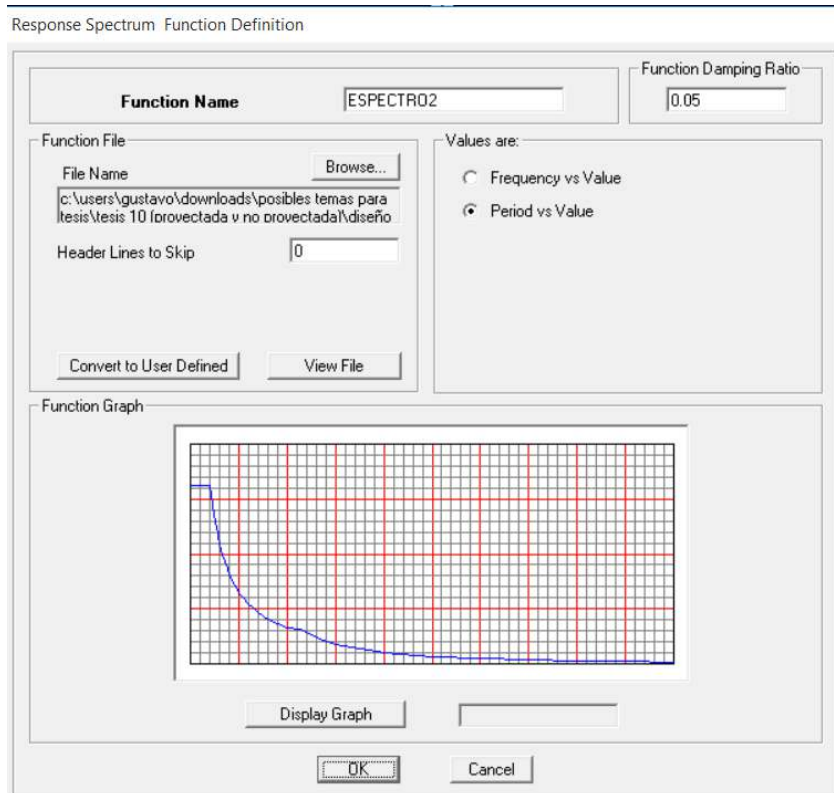 Response Spectrum Function Definition
Function Damping Ratio
Function Name
ESPECTRO2
0.05
Function File
Values are:
File Name
Browse...
Frequency vs Value
c:\users\gustavo\downloads\posibles temas para
tesis\tesis 10 (proyectada y no proyectada)\diseño
Period vs Value
Header Lines to Skip
0
Convert to User Defined
View File
Function Graph
Display Graph
OK
Cancel